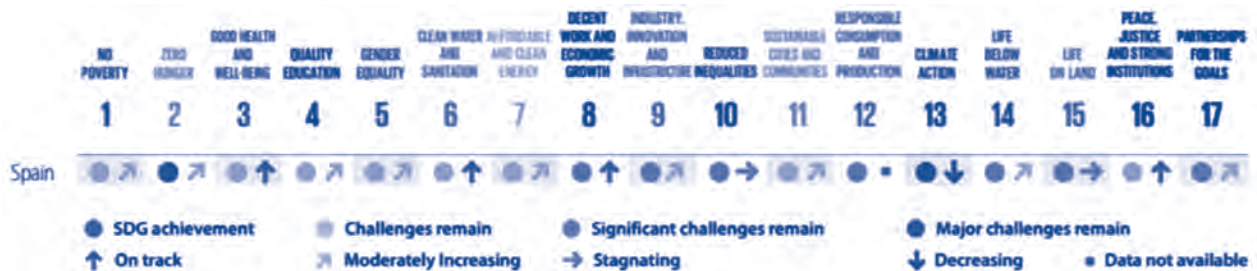 NO POVERTY
ZERO HUNGER
GOOD HEALTH AND WELL-BEING
QUALITY EDUCATION
GENDER EQUALITY
CLEAN WATER AND SANITATION
AFFORDABLE AND CLEAN ENERGY
DECENT WORK AND ECONOMIC GROWTH
INDUSTRY, INNOVATION AND INFRASTRUCTURE
REDUCED INEQUALITIES
SUSTAINABLE CITIES AND COMMUNITIES
RESPONSIBLE CONSUMPTION AND PRODUCTION
CLIMATE ACTION
LIFE BELOW WATER
LIFE ON LAND
PEACE, JUSTICE AND STRONG INSTITUTIONS
PARTNERSHIPS FOR THE GOALS
1 2 3 4 5 6 7 8 9 10 11 12 13 14 15 16 17
Spain
SDG achievement Challenges remain Significant challenges remain Major challenges remain
On track Moderately Increasing Stagnating Decreasing Data not available